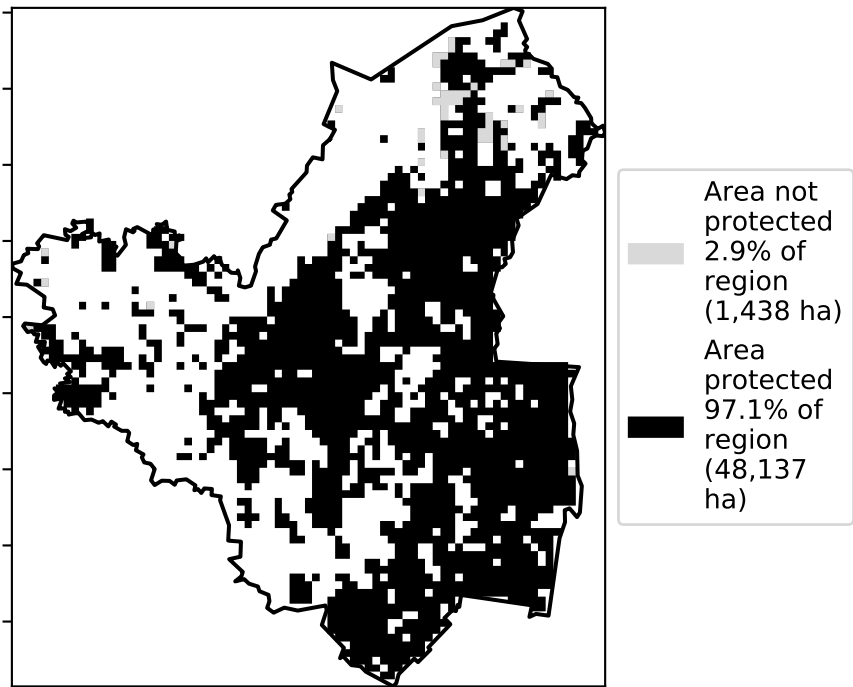 Area not
protected
2.9% of
region
(1,438 ha)
Area
protected
97.1% of
region
(48,137
ha)